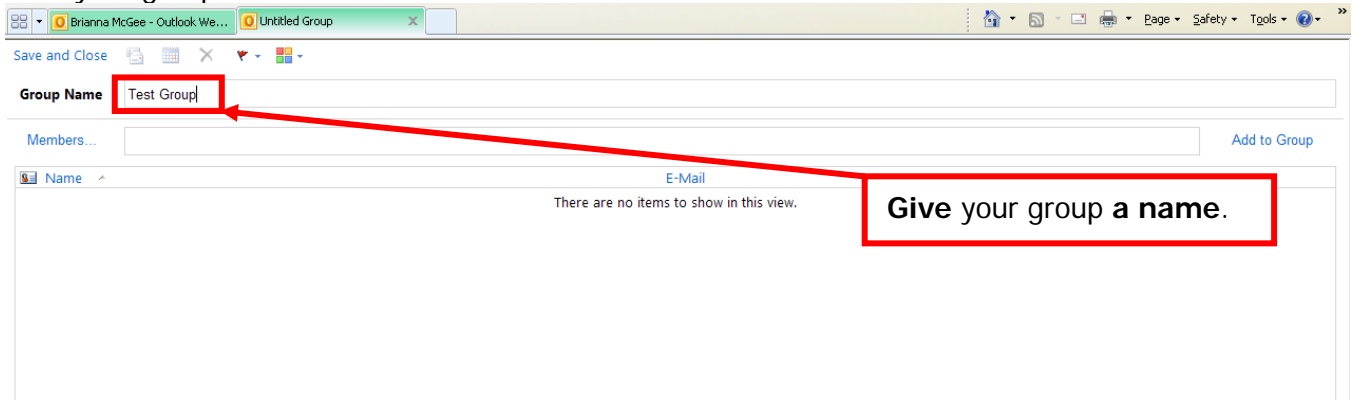 Brianna McGee - Outlook We... Untitled Group Page Safety Tools
Save and Close
Group Name Test Group
Members... Add to Group
Name E-Mail
There are no items to show in this view.
Give your group a name.